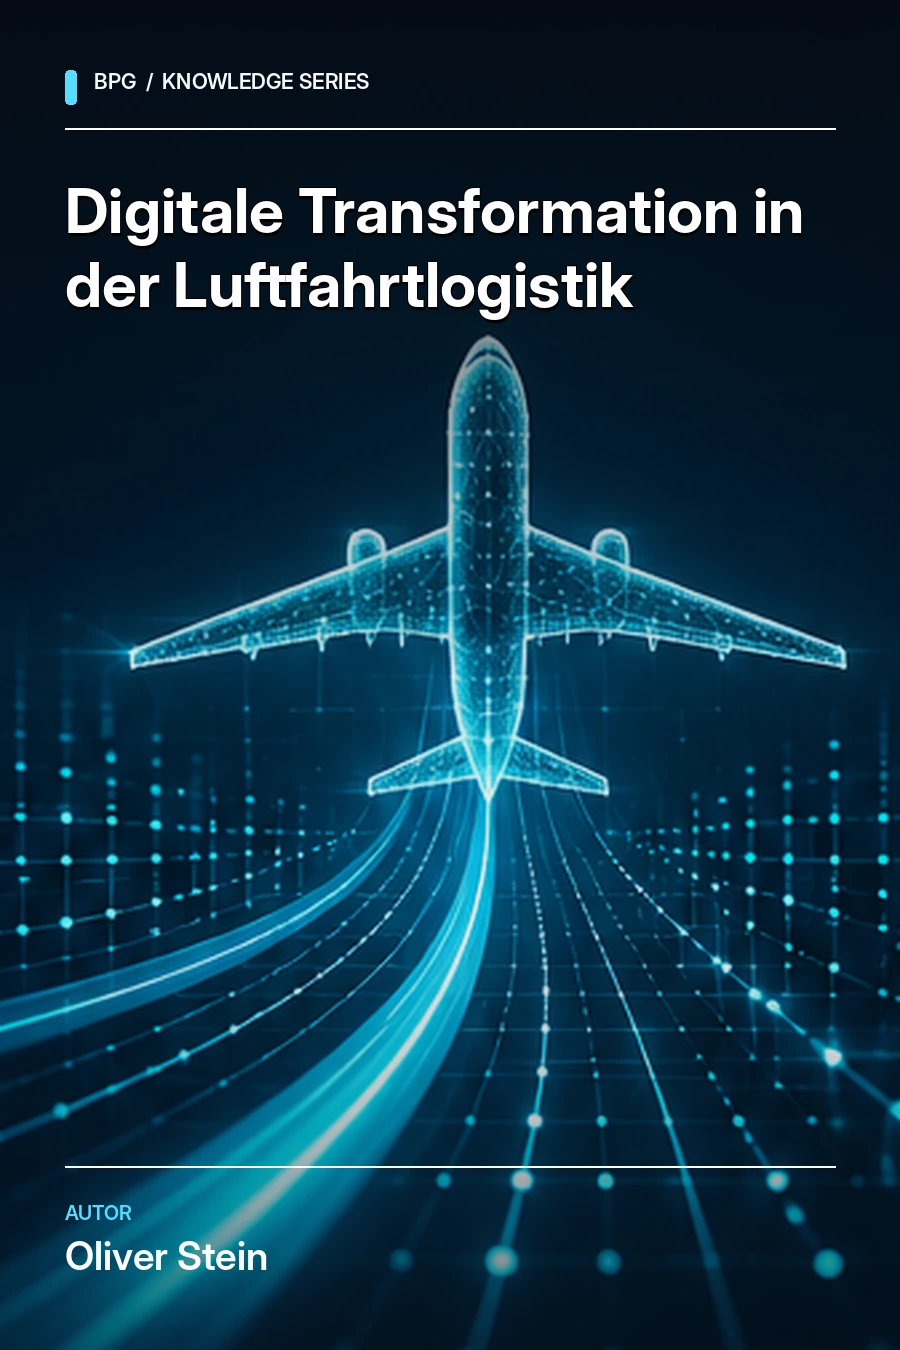 BPG / KNOWLEDGE SERIES
Digitale Transformation in
der Luftfahrtlogistik
AUTOR
Oliver Stein